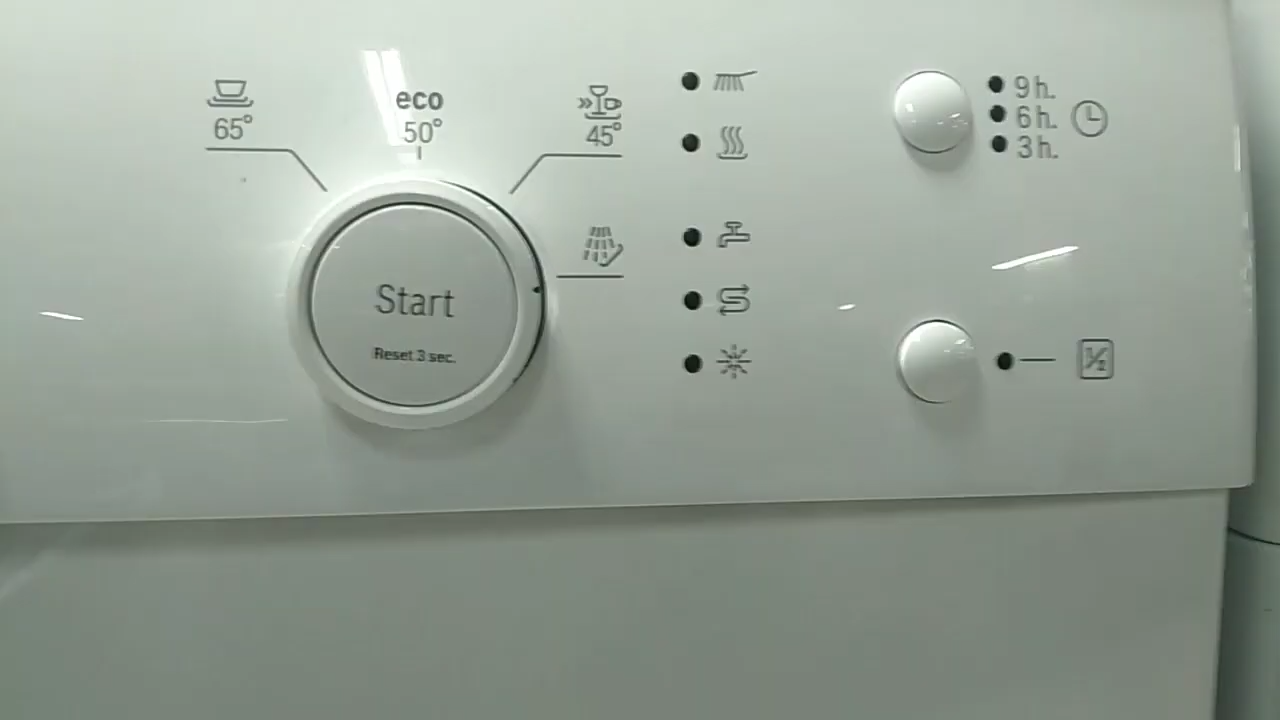 65°
eco
50°
45°
Start
Reset 3 sec.
9 h.
6 h.
3 h.
1/2